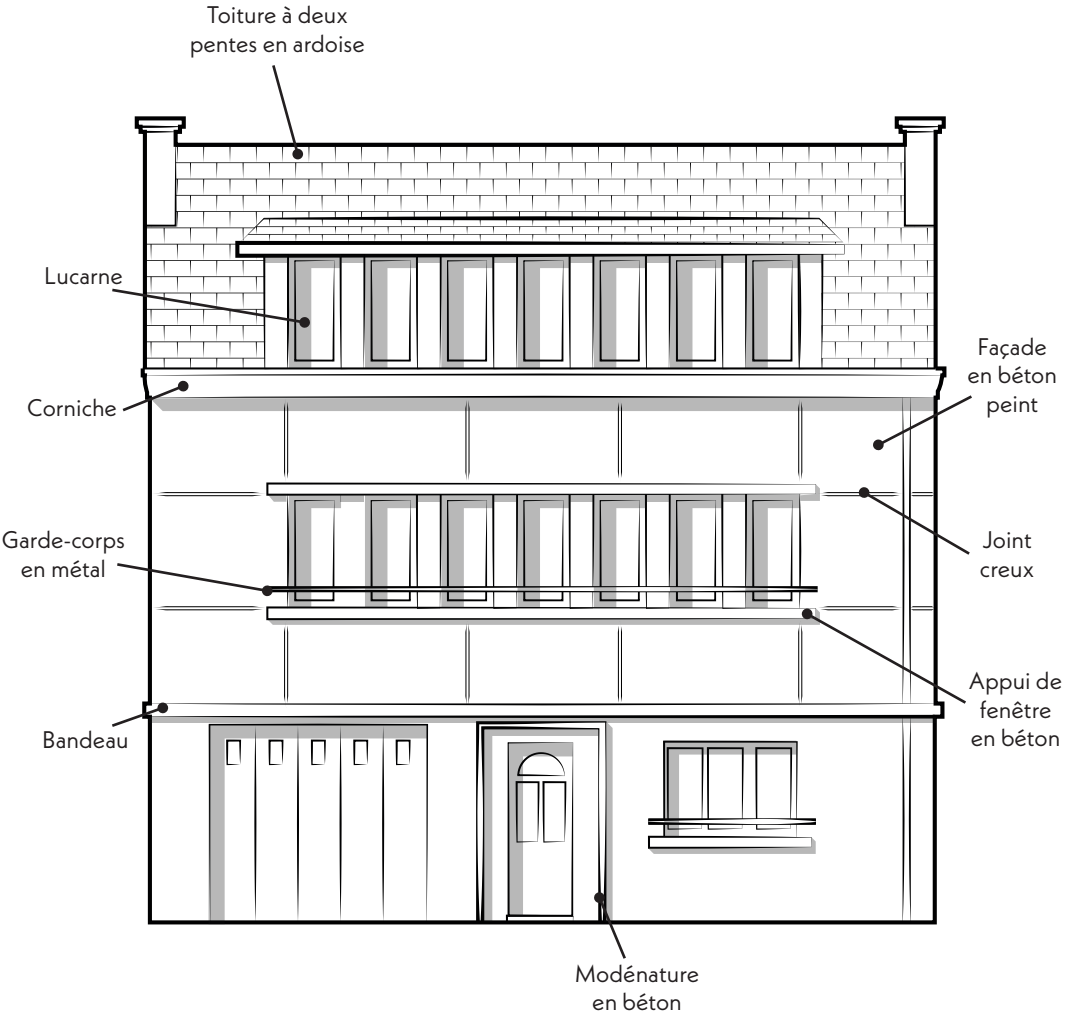 Toiture à deux
pentes en ardoise
Lucarne
Façade
en béton
peint
Corniche
Garde-corps
en métal
Joint
creux
Appui de
fenêtre
en béton
Bandeau
Modénature
en béton